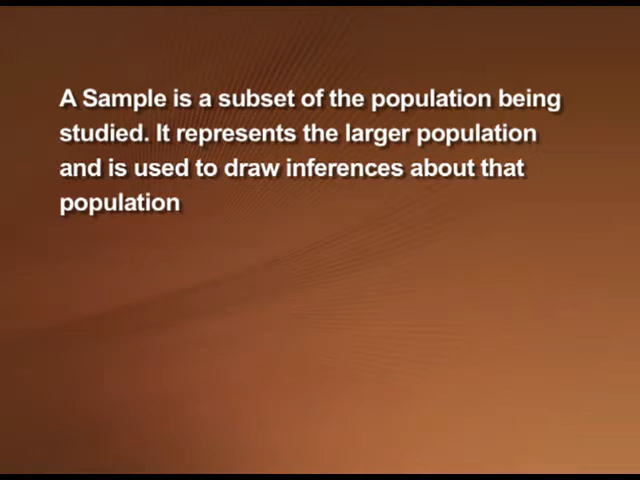 A Sample is a subset of the population being
studied. It represents the larger population
and is used to draw inferences about that
population